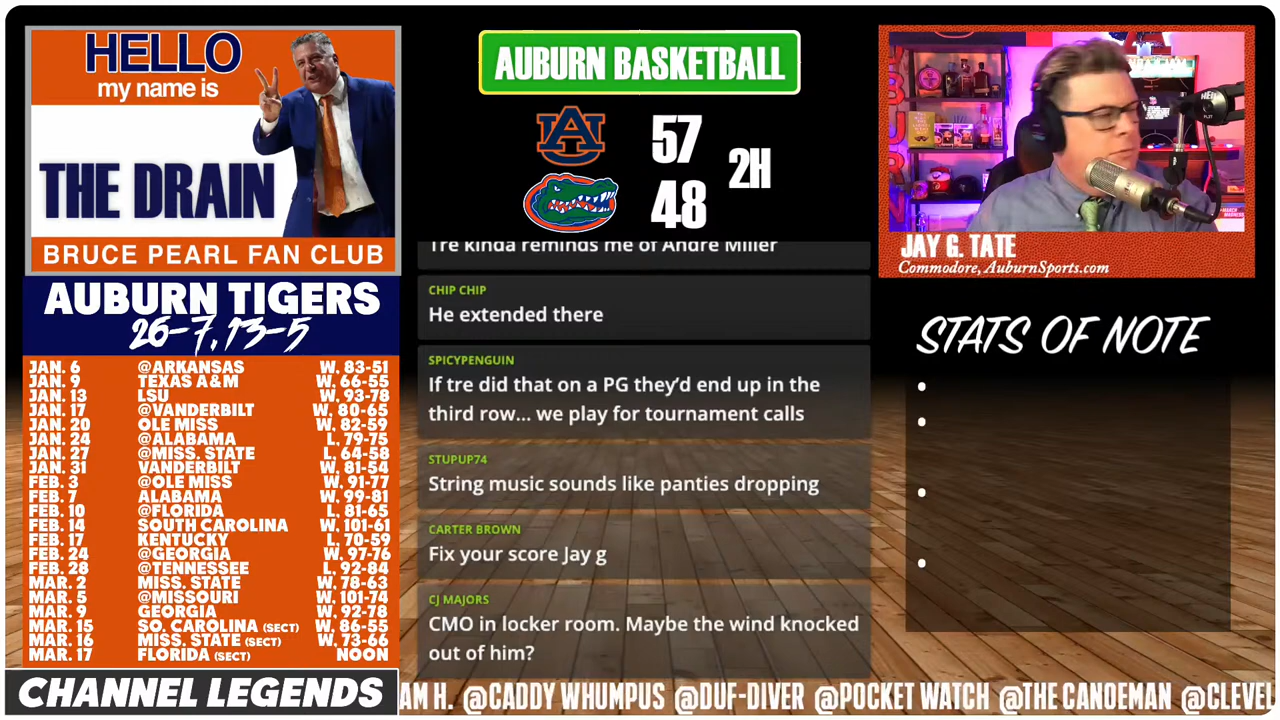 HELLO
my name is
THE DRAIN
BRUCE PEARL FAN CLUB
AUBURN TIGERS
26-7, 13-5
JAN. 6 @ARKANSAS W, 83-51
JAN. 9 TEXAS A&M W, 66-55
JAN. 13 LSU W, 93-78
JAN. 17 @VANDERBILT W, 80-65
JAN. 20 OLE MISS W, 82-59
JAN. 24 @ALABAMA L, 79-75
JAN. 27 @MISS. STATE L, 64-58
JAN. 31 VANDERBILT W, 81-54
FEB. 3 @OLE MISS W, 91-77
FEB. 7 ALABAMA W, 99-81
FEB. 10 @FLORIDA L, 81-65
FEB. 14 SOUTH CAROLINA W, 101-61
FEB. 17 KENTUCKY L, 70-59
FEB. 24 @GEORGIA W, 97-76
FEB. 28 @TENNESSEE L, 92-84
MAR. 2 MISS. STATE W, 78-63
MAR. 5 @MISSOURI W, 101-74
MAR. 9 GEORGIA W, 92-78
MAR. 15 SO. CAROLINA (SECT) W, 86-55
MAR. 16 MISS. STATE (SECT) W, 73-66
MAR. 17 FLORIDA (SECT) NOON
AUBURN BASKETBALL
AU 57
48
2H
Tre kinda reminds me of Andre Miller
CHIP CHIP
He extended there
SPICYPENGUIN
If tre did that on a PG they'd end up in the
third row... we play for tournament calls
STUPUP74
String music sounds like panties dropping
CARTER BROWN
Fix your score Jay g
CJ MAJORS
CMO in locker room. Maybe the wind knocked
out of him?
JAY G. TATE
Commodore, AuburnSports.com
STATS OF NOTE
CHANNEL LEGENDS
AM H. @CADDY WHUMPUS @DUF-DIVER @POCKET WATCH @THE CANDEMAN @CLEVEL